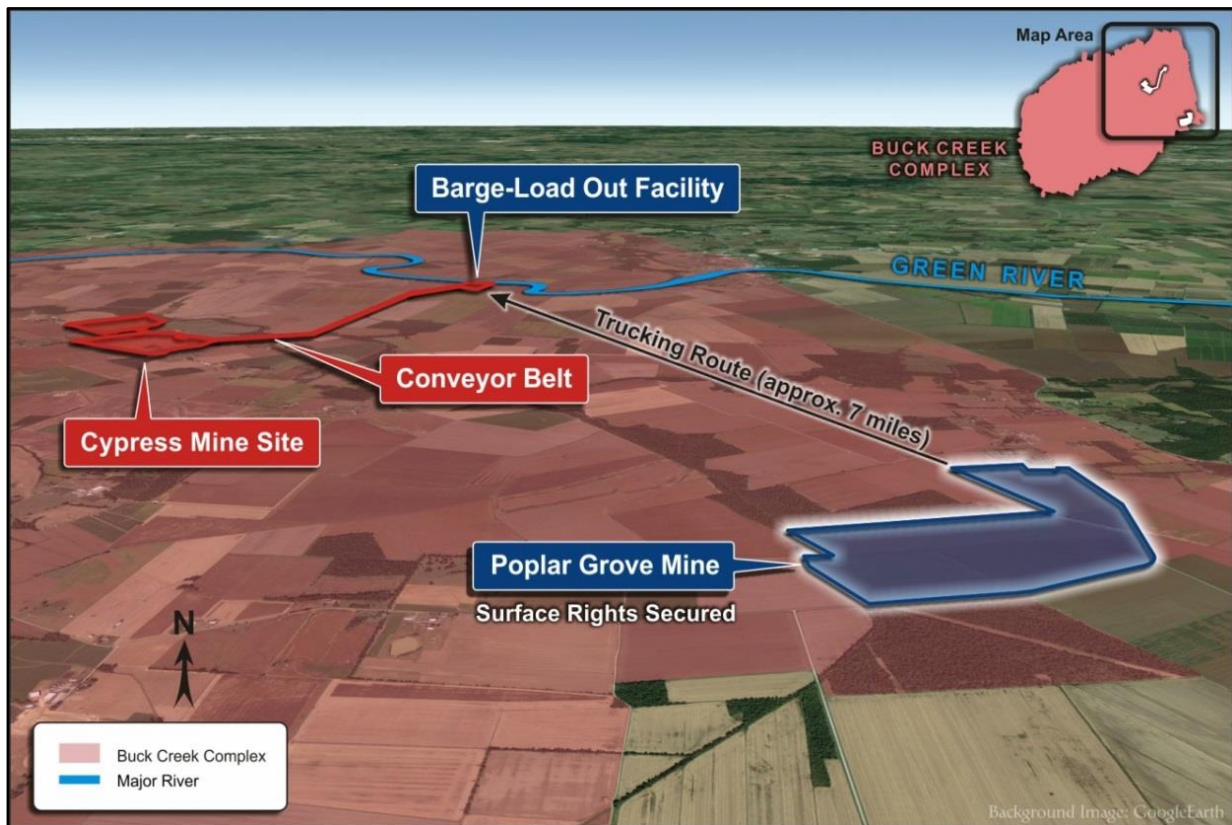 Map Area
BUCK CREEK
COMPLEX
Barge-Load Out Facility
GREEN RIVER
Trucking Route (approx. 7 miles)
Conveyor Belt
Cypress Mine Site
Poplar Grove Mine
Surface Rights Secured
N
Buck Creek Complex
Major River
Background Image: GoogleEarth